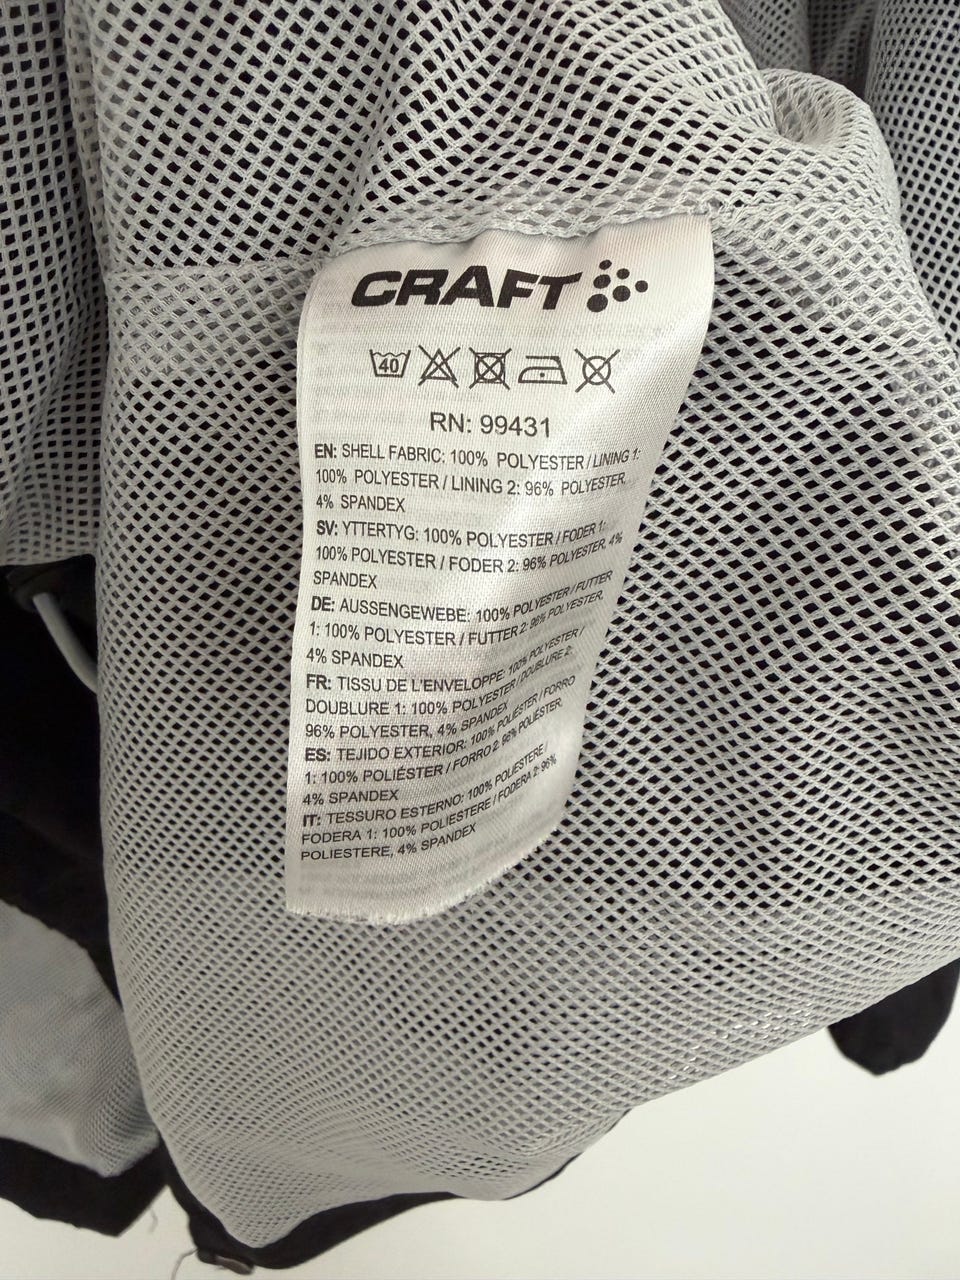 CRAFT
40
RN: 99431
EN: SHELL FABRIC: 100% POLYESTER / LINING 1:
100% POLYESTER / LINING 2: 96% POLYESTER,
4% SPANDEX
SV: YTTERTYG: 100% POLYESTER / FODER 1:
100% POLYESTER / FODER 2: 96% POLYESTER, 4%
SPANDEX
DE: AUSSENGEWEBE: 100% POLYESTER / FUTTER
1: 100% POLYESTER / FUTTER 2: 96% POLYESTER,
4% SPANDEX
FR: TISSU DE L'ENVELOPPE: 100% POLYESTER /
DOUBLURE 1: 100% POLYESTER / DOUBLURE 2:
96% POLYESTER, 4% SPANDEX
ES: TEJIDO EXTERIOR: 100% POLIÉSTER / FORRO
1: 100% POLIÉSTER / FORRO 2: 96% POLIÉSTER,
4% SPANDEX
IT: TESSURO ESTERNO: 100% POLIESTERE /
FODERA 1: 100% POLIESTERE / FODERA 2: 96%
POLIESTERE, 4% SPANDEX